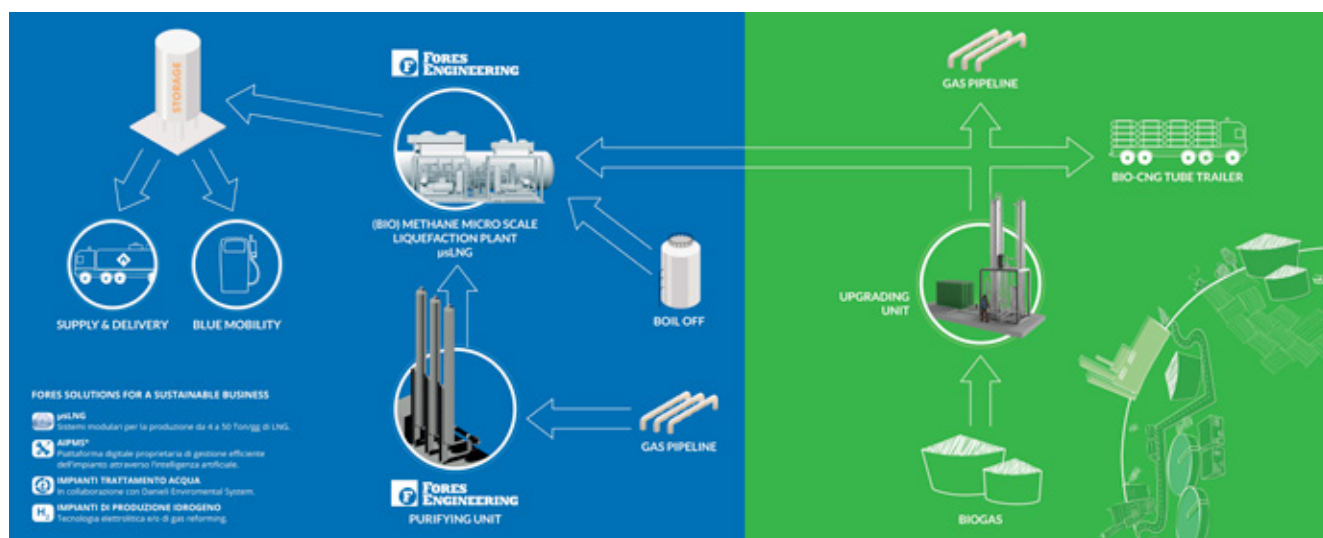 STORAGE
FORES
ENGINEERING
(BIO) METHANE MICRO SCALE
LIQUEFACTION PLANT
µsLNG
SUPPLY & DELIVERY
BLUE MOBILITY
BOIL OFF
GAS PIPELINE
FORES
ENGINEERING
PURIFYING UNIT
FORES SOLUTIONS FOR A SUSTAINABLE BUSINESS
µsLNG
Sistemi modulari per la produzione da 4 a 50 Ton/gg di LNG.
AIPMS®
Piattaforma digitale proprietaria di gestione efficiente
dell'impianto attraverso l'intelligenza artificiale.
IMPIANTI TRATTAMENTO ACQUA
In collaborazione con Danieli Enviromental System.
H₂ IMPIANTI DI PRODUZIONE IDROGENO
Tecnologia elettrolitica e/o di gas reforming.
GAS PIPELINE
BIO-CNG TUBE TRAILER
UPGRADING
UNIT
BIOGAS